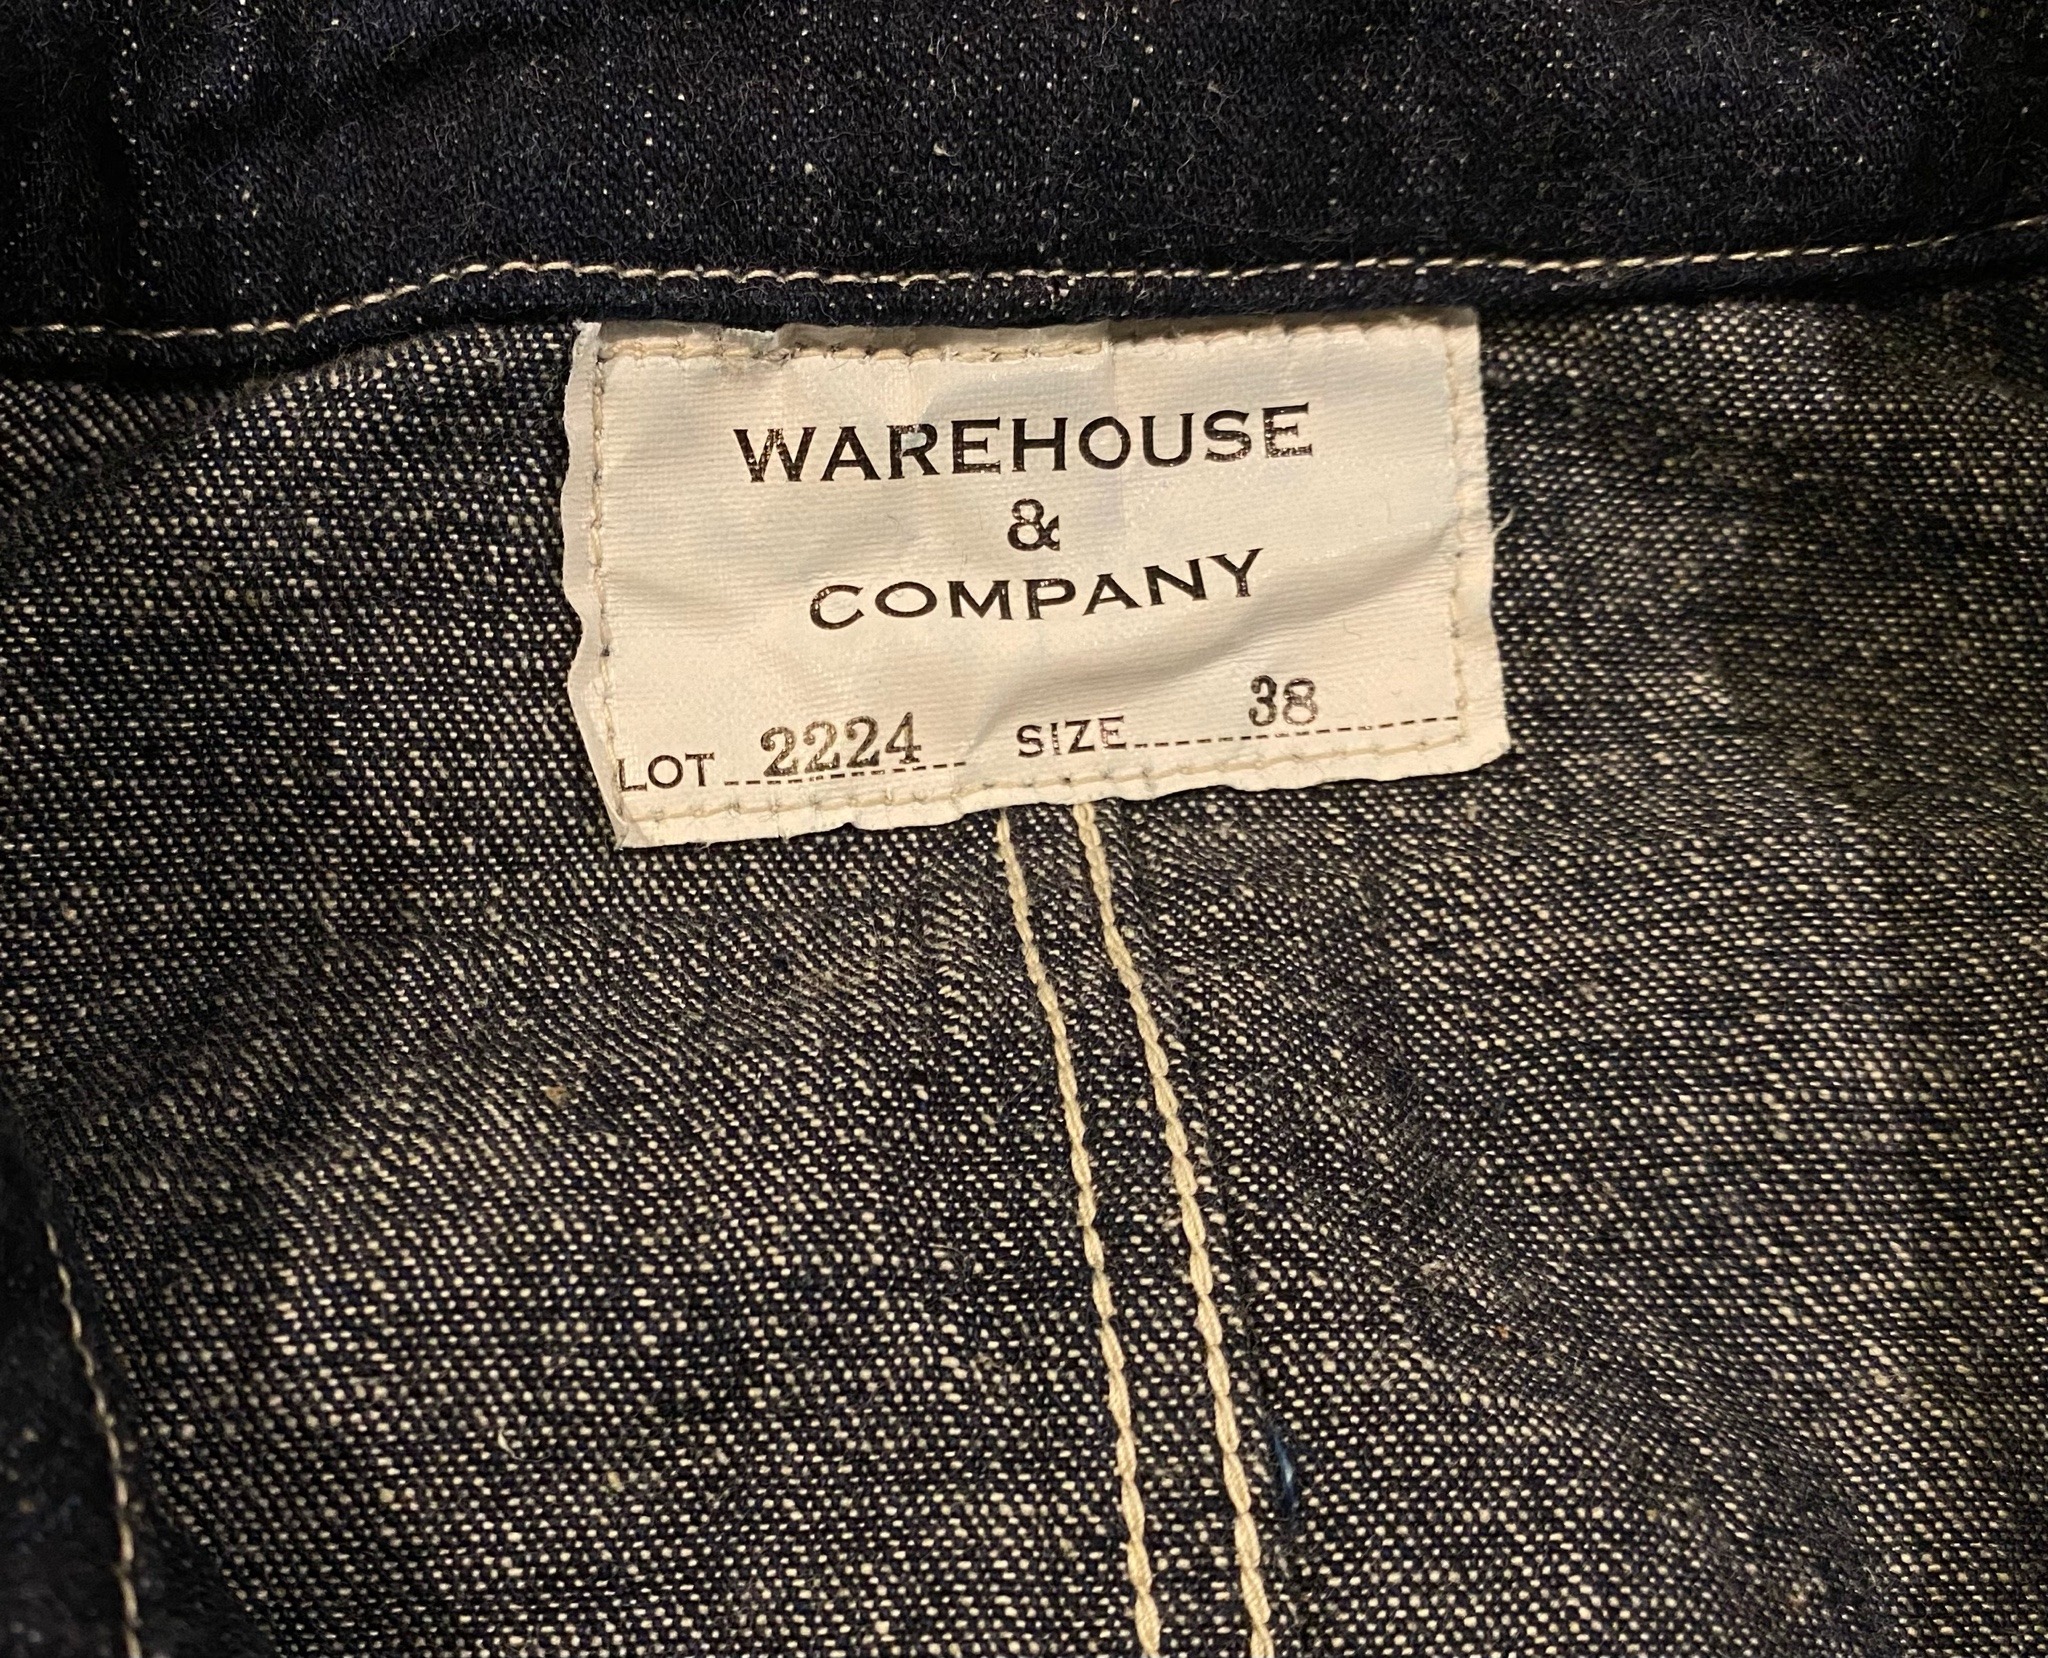 WAREHOUSE
&
COMPANY
LOT 2224 SIZE 38